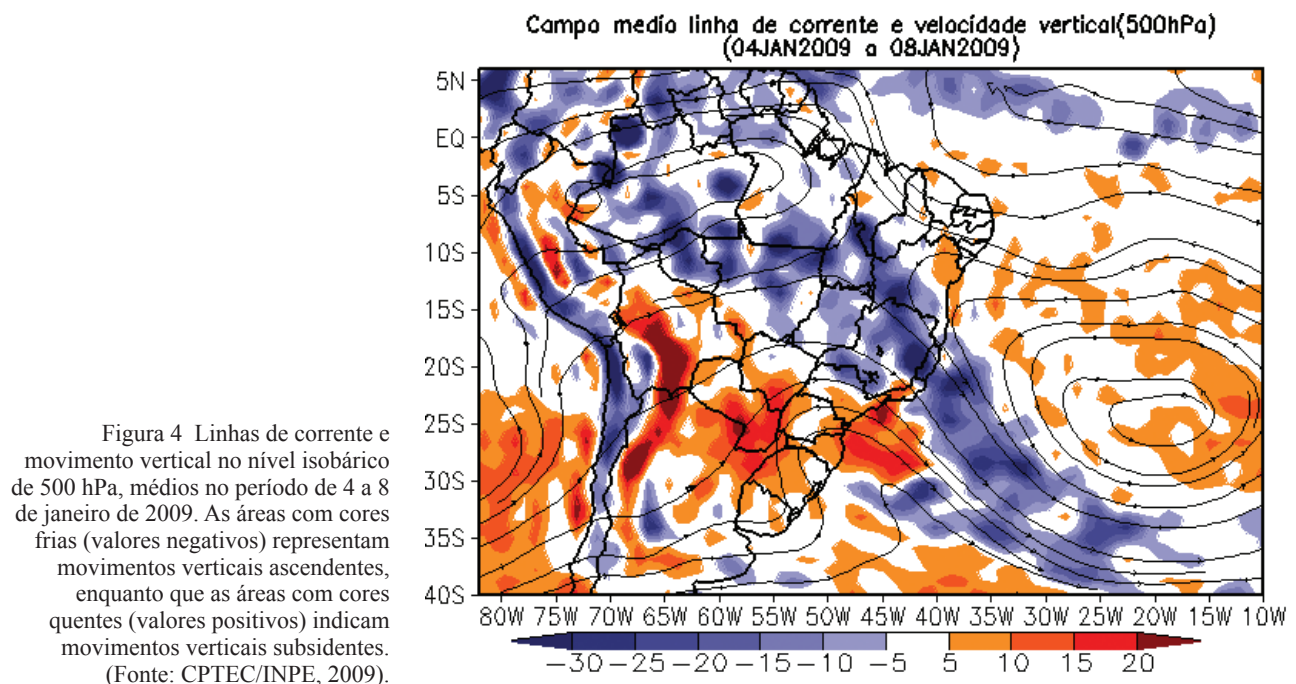 Campo medio linha de corrente e velocidade vertical(500hPa)
(04JAN2009 a 08JAN2009)
5N
EQ
5S
10S
15S
20S
25S
30S
35S
40S
80W 75W 70W 65W 60W 55W 50W 45W 40W 35W 30W 25W 20W 15W 10W
-30 -25 -20 -15 -10 -5 5 10 15 20
Figura 4 Linhas de corrente e
movimento vertical no nível isobárico
de 500 hPa, médios no período de 4 a 8
de janeiro de 2009. As áreas com cores
frias (valores negativos) representam
movimentos verticais ascendentes,
enquanto que as áreas com cores
quentes (valores positivos) indicam
movimentos verticais subsidentes.
(Fonte: CPTEC/INPE, 2009).